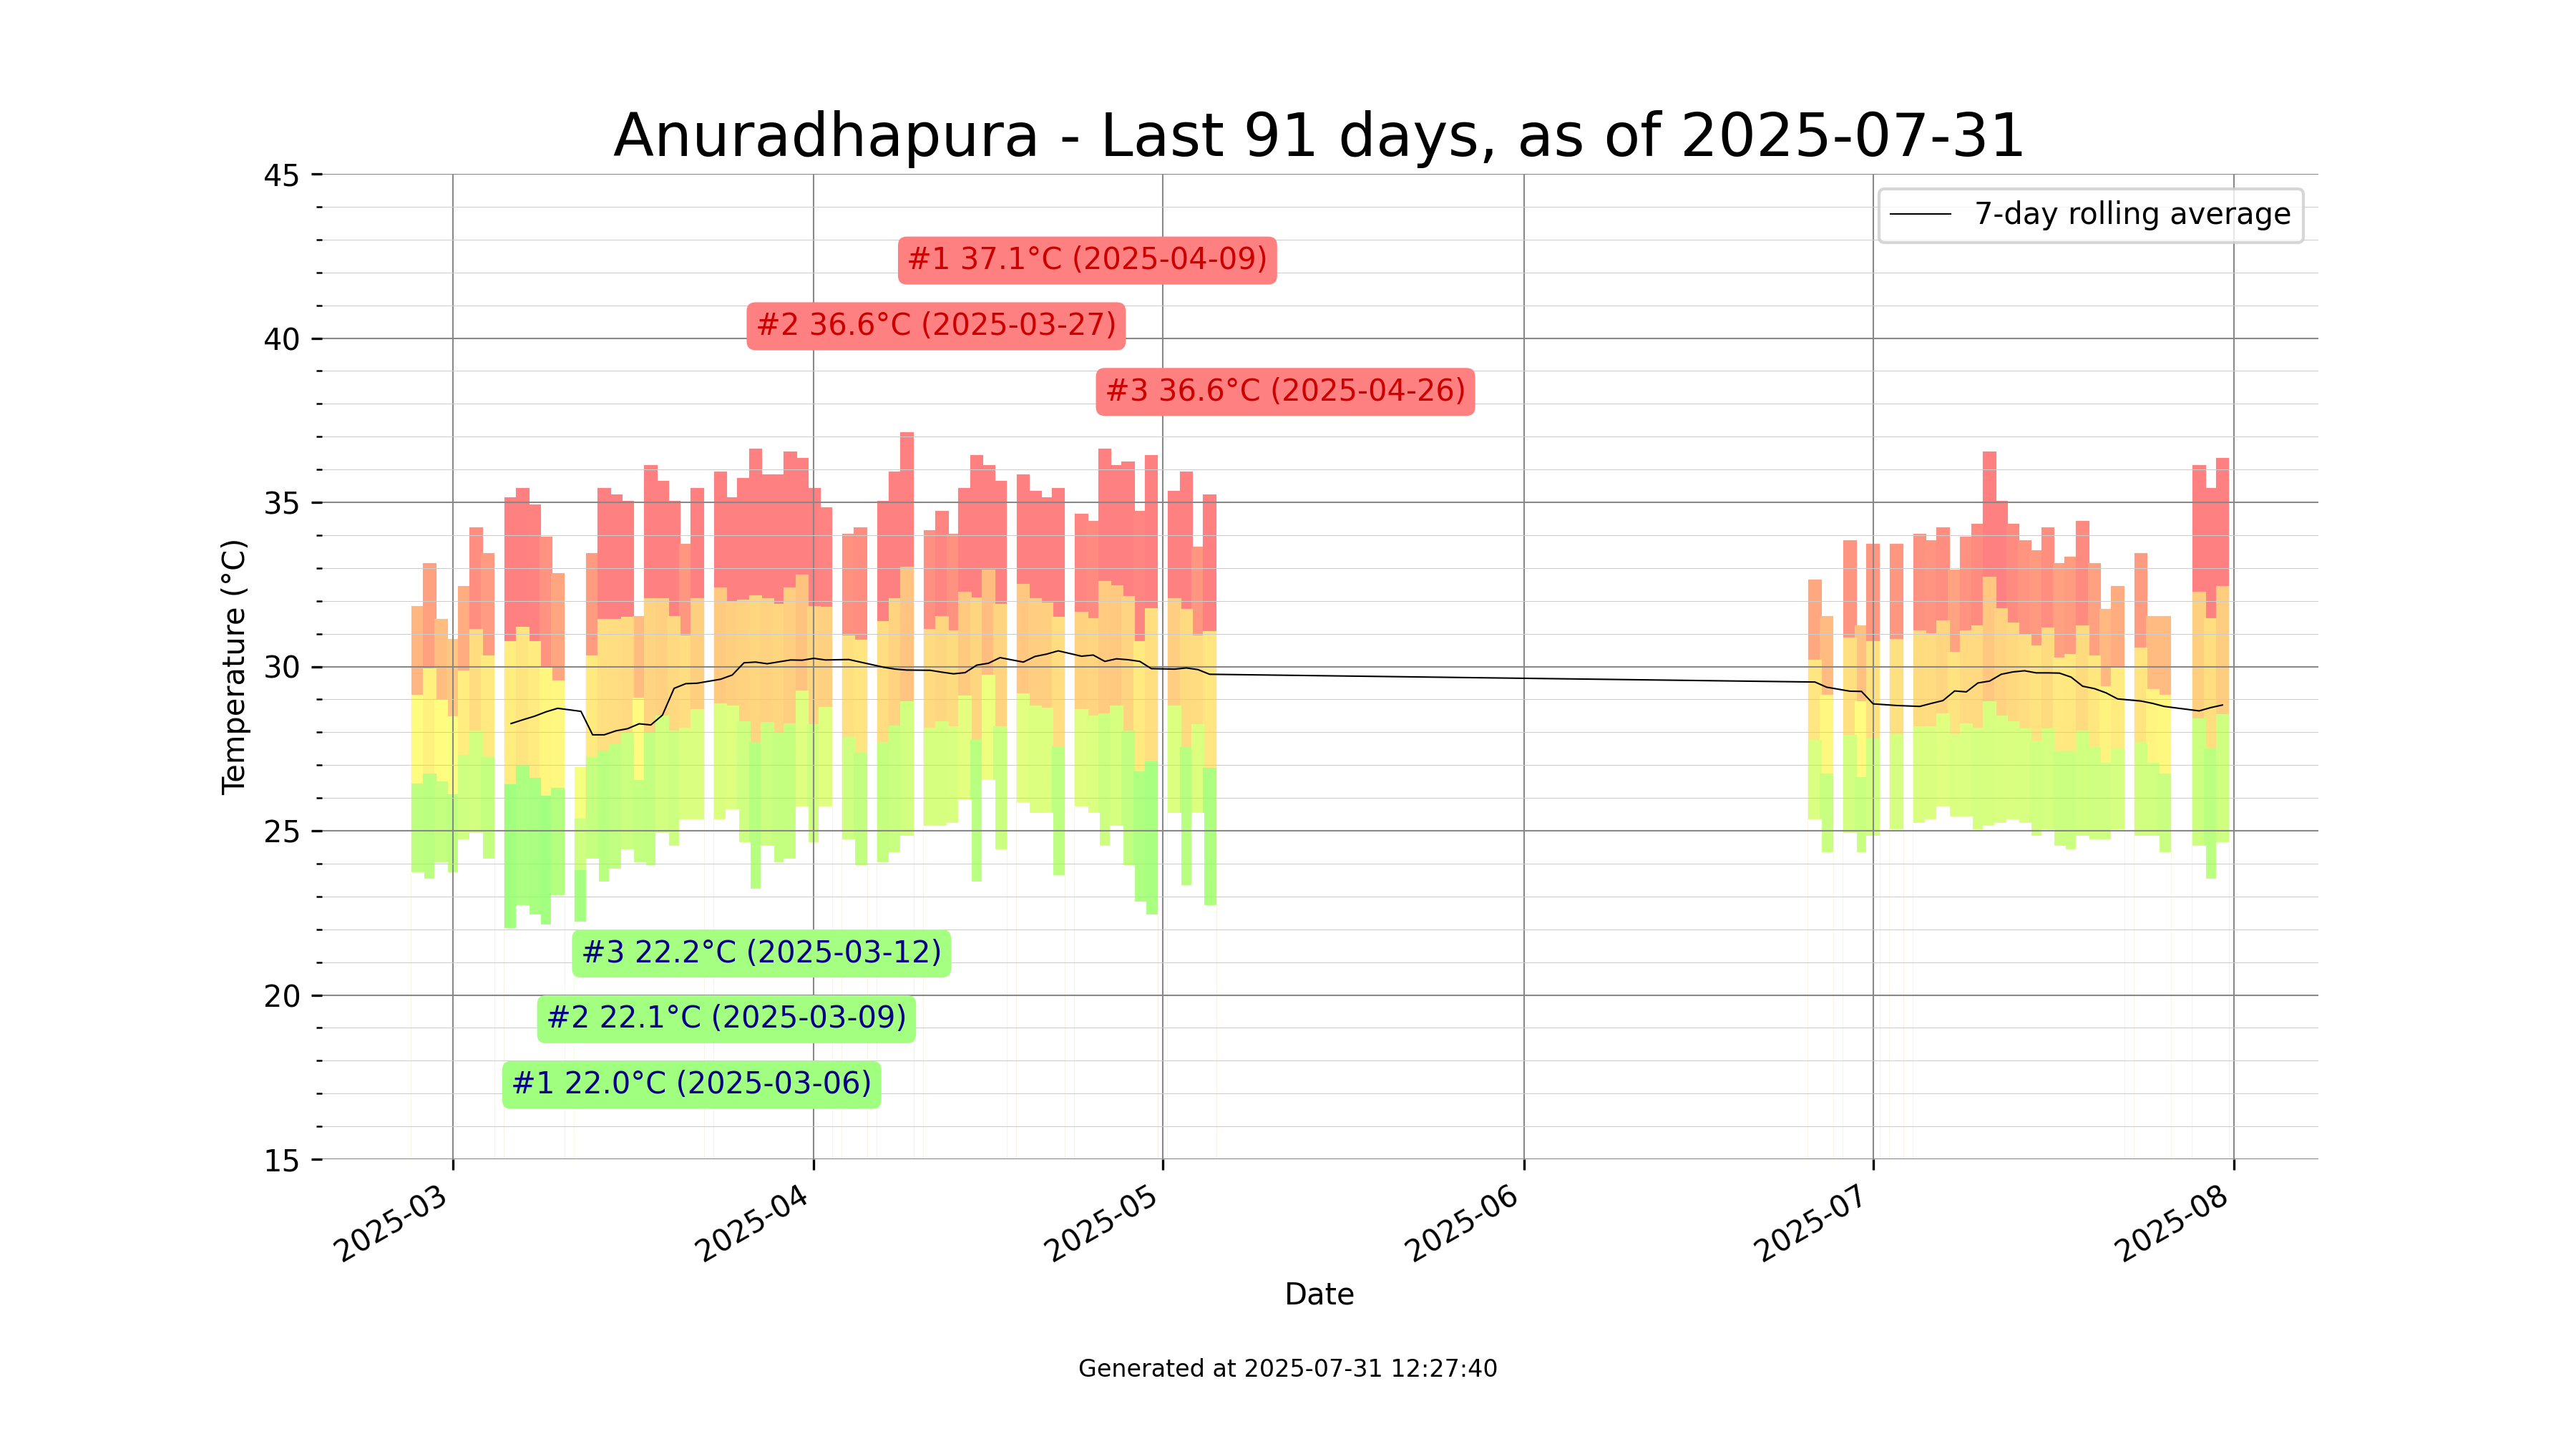 Anuradhapura - Last 91 days, as of 2025-07-31
7-day rolling average
#1 37.1°C (2025-04-09)
#2 36.6°C (2025-03-27)
#3 36.6°C (2025-04-26)
#3 22.2°C (2025-03-12)
#2 22.1°C (2025-03-09)
#1 22.0°C (2025-03-06)
Temperature (°C)
45
40
35
30
25
20
15
2025-03
2025-04
2025-05
2025-06
2025-07
2025-08
Date
Generated at 2025-07-31 12:27:40